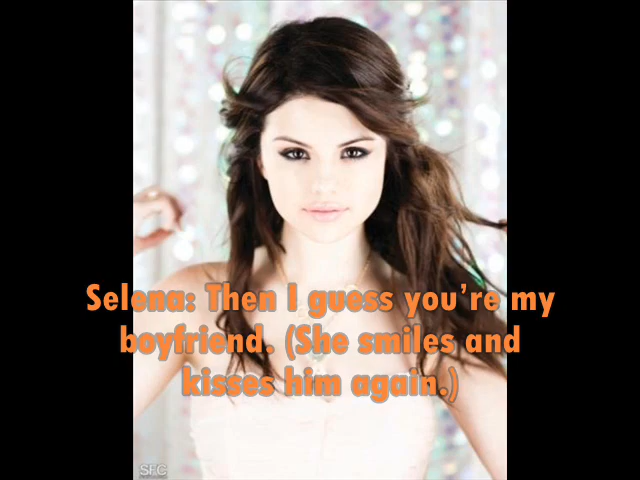 Selena: Then I guess you’re my
boyfriend. (She smiles and
kisses him again.)
SFC